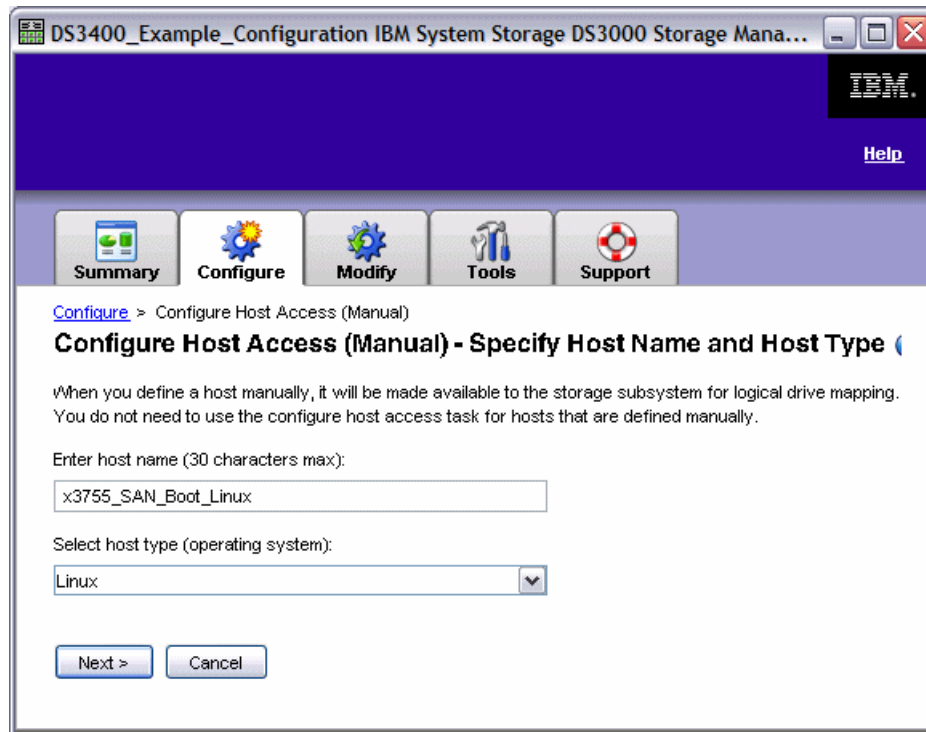 DS3400_Example_Configuration IBM System Storage DS3000 Storage Mana...
IBM.
Help
Summary
Configure
Modify
Tools
Support
Configure > Configure Host Access (Manual)
Configure Host Access (Manual) - Specify Host Name and Host Type
When you define a host manually, it will be made available to the storage subsystem for logical drive mapping.
You do not need to use the configure host access task for hosts that are defined manually.
Enter host name (30 characters max):
x3755_SAN_Boot_Linux
Select host type (operating system):
Linux
Next >
Cancel